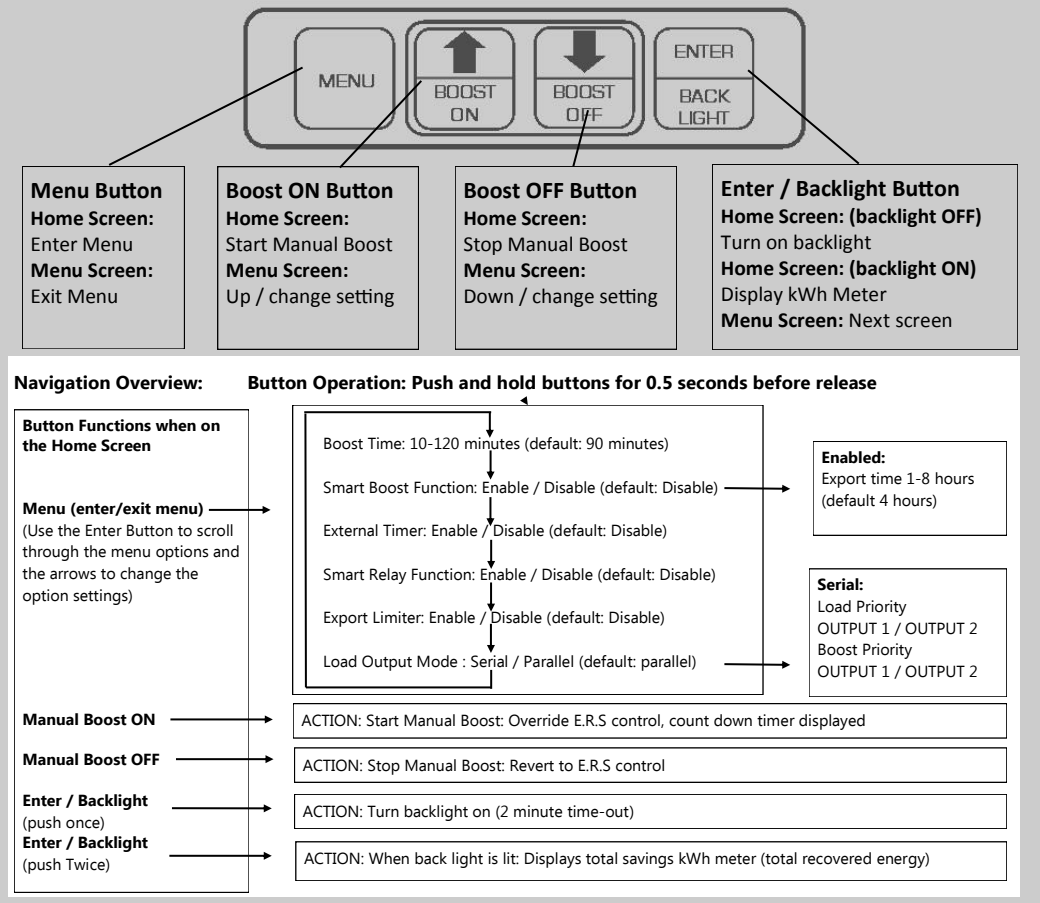 MENU
BOOST
ON
BOOST
OFF
ENTER
BACK
LIGHT
Menu Button
Home Screen:
Enter Menu
Menu Screen:
Exit Menu
Boost ON Button
Home Screen:
Start Manual Boost
Menu Screen:
Up / change setting
Boost OFF Button
Home Screen:
Stop Manual Boost
Menu Screen:
Down / change setting
Enter / Backlight Button
Home Screen: (backlight OFF)
Turn on backlight
Home Screen: (backlight ON)
Display kWh Meter
Menu Screen: Next screen
Navigation Overview:
Button Operation: Push and hold buttons for 0.5 seconds before release
Button Functions when on
the Home Screen
Menu (enter/exit menu)
(Use the Enter Button to scroll
through the menu options and
the arrows to change the
option settings)
Boost Time: 10-120 minutes (default: 90 minutes)
Smart Boost Function: Enable / Disable (default: Disable)
External Timer: Enable / Disable (default: Disable)
Smart Relay Function: Enable / Disable (default: Disable)
Export Limiter: Enable / Disable (default: Disable)
Load Output Mode : Serial / Parallel (default: parallel)
Enabled:
Export time 1-8 hours
(default 4 hours)
Serial:
Load Priority
OUTPUT 1 / OUTPUT 2
Boost Priority
OUTPUT 1 / OUTPUT 2
Manual Boost ON
ACTION: Start Manual Boost: Override E.R.S control, count down timer displayed
Manual Boost OFF
ACTION: Stop Manual Boost: Revert to E.R.S control
Enter / Backlight
(push once)
ACTION: Turn backlight on (2 minute time-out)
Enter / Backlight
(push Twice)
ACTION: When back light is lit: Displays total savings kWh meter (total recovered energy)